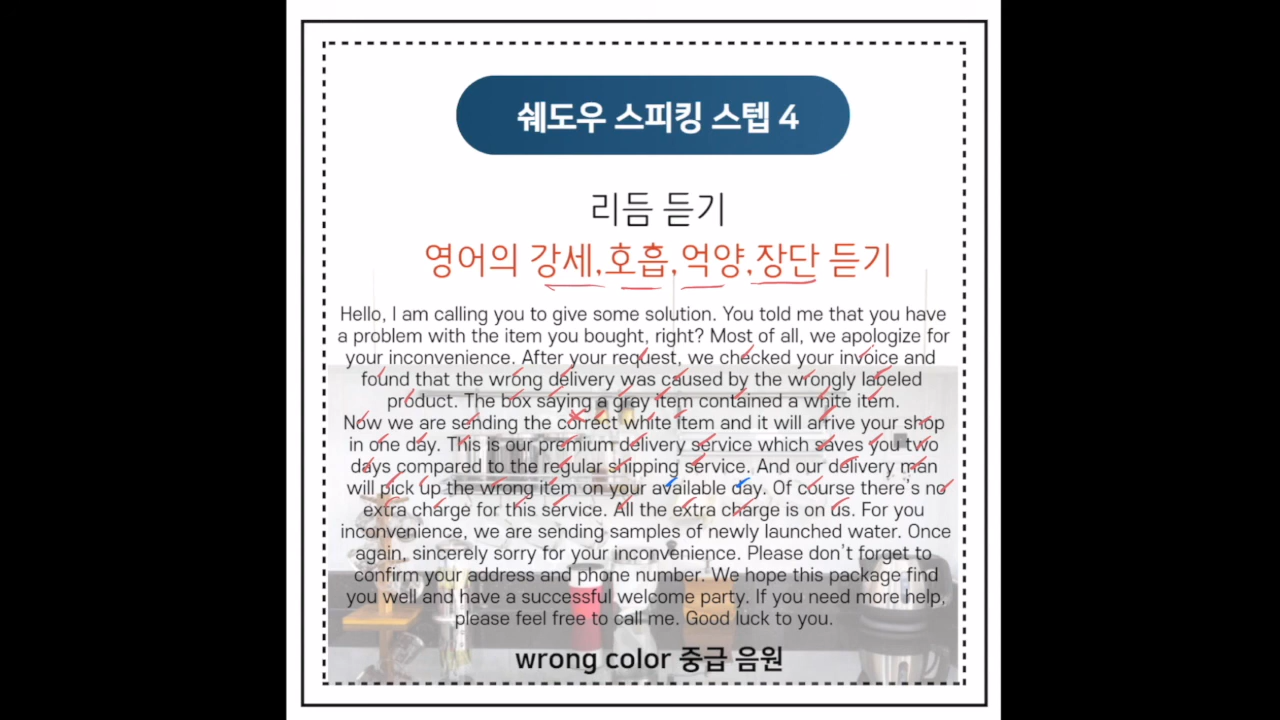 쉐도우 스피킹 스텝 4
리듬 듣기
영어의 강세,호흡,억양,장단 듣기
Hello, I am calling you to give some solution. You told me that you have
a problem with the item you bought, right? Most of all, we apologize for
your inconvenience. After your request, we checked your invoice and
found that the wrong delivery was caused by the wrongly labeled
product. The box saying a gray item contained a white item.
Now we are sending the correct white item and it will arrive your shop
in one day. This is our premium delivery service which saves you two
days compared to the regular shipping service. And our delivery man
will pick up the wrong item on your available day. Of course there's no
extra charge for this service. All the extra charge is on us. For you
inconvenience, we are sending samples of newly launched water. Once
again, sincerely sorry for your inconvenience. Please don't forget to
confirm your address and phone number. We hope this package find
you well and have a successful welcome party. If you need more help,
please feel free to call me. Good luck to you.
wrong color 중급 음원